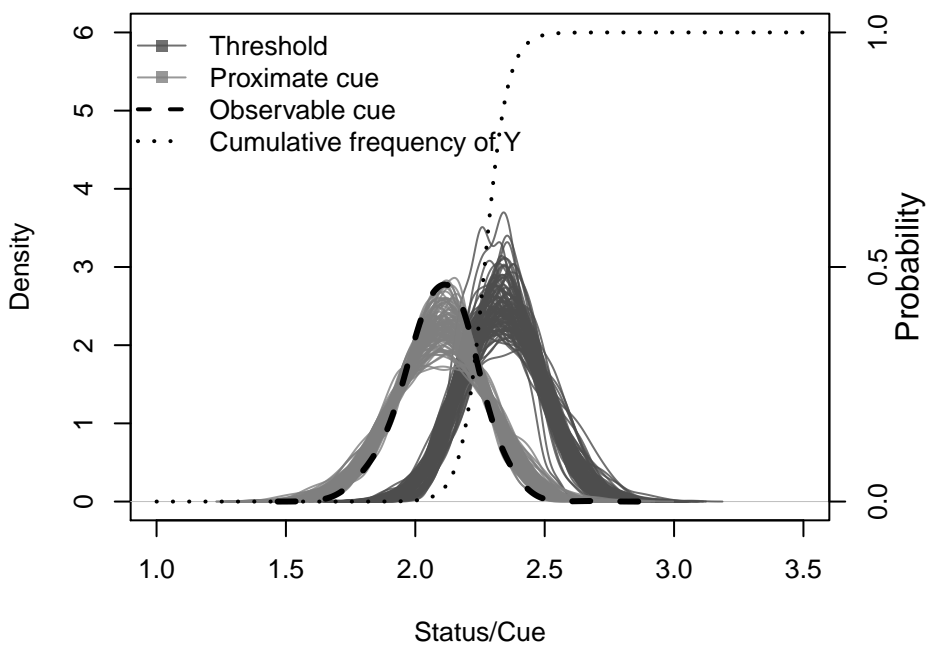 Threshold
Proximate cue
Observable cue
Cumulative frequency of Y
Density
6
5
4
3
2
1
0
1.0
0.5
0.0
Probability
1.0 1.5 2.0 2.5 3.0 3.5
Status/Cue